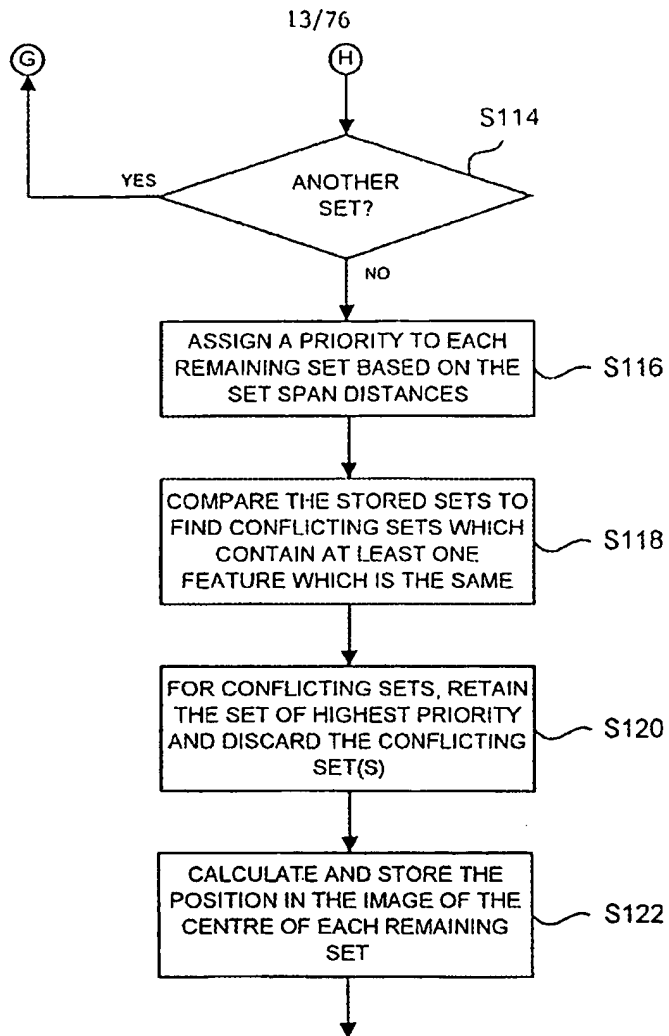 13/76
G
H
S114
YES
ANOTHER
SET?
NO
ASSIGN A PRIORITY TO EACH
REMAINING SET BASED ON THE
SET SPAN DISTANCES
S116
COMPARE THE STORED SETS TO
FIND CONFLICTING SETS WHICH
CONTAIN AT LEAST ONE
FEATURE WHICH IS THE SAME
S118
FOR CONFLICTING SETS, RETAIN
THE SET OF HIGHEST PRIORITY
AND DISCARD THE CONFLICTING
SET(S)
S120
CALCULATE AND STORE THE
POSITION IN THE IMAGE OF THE
CENTRE OF EACH REMAINING
SET
S122